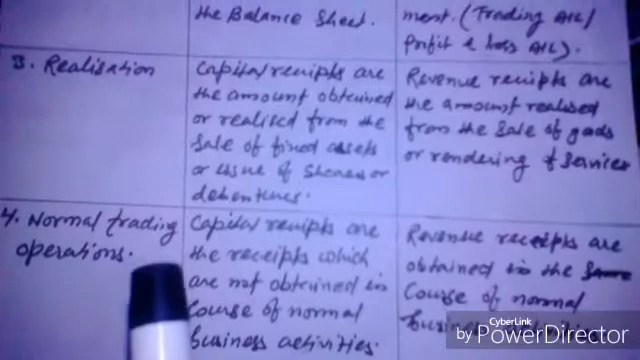 the Balance Sheet.
ment. (Trading A/c/
Profit & Loss A/c).
3. Realisation
Capital receipts are
the amount obtained
or realised from the
Sale of fixed assets
or issue of Shares or
debentures.
Revenue receipts are
the amount realised
from the Sale of goods
or rendering of Services
4. Normal trading
operations.
Capital receipts are
the receipts which
are not obtained in
Course of normal
business activities.
Revenue receipts are
obtained in the
Course of normal
business
CyberLink
by PowerDirector